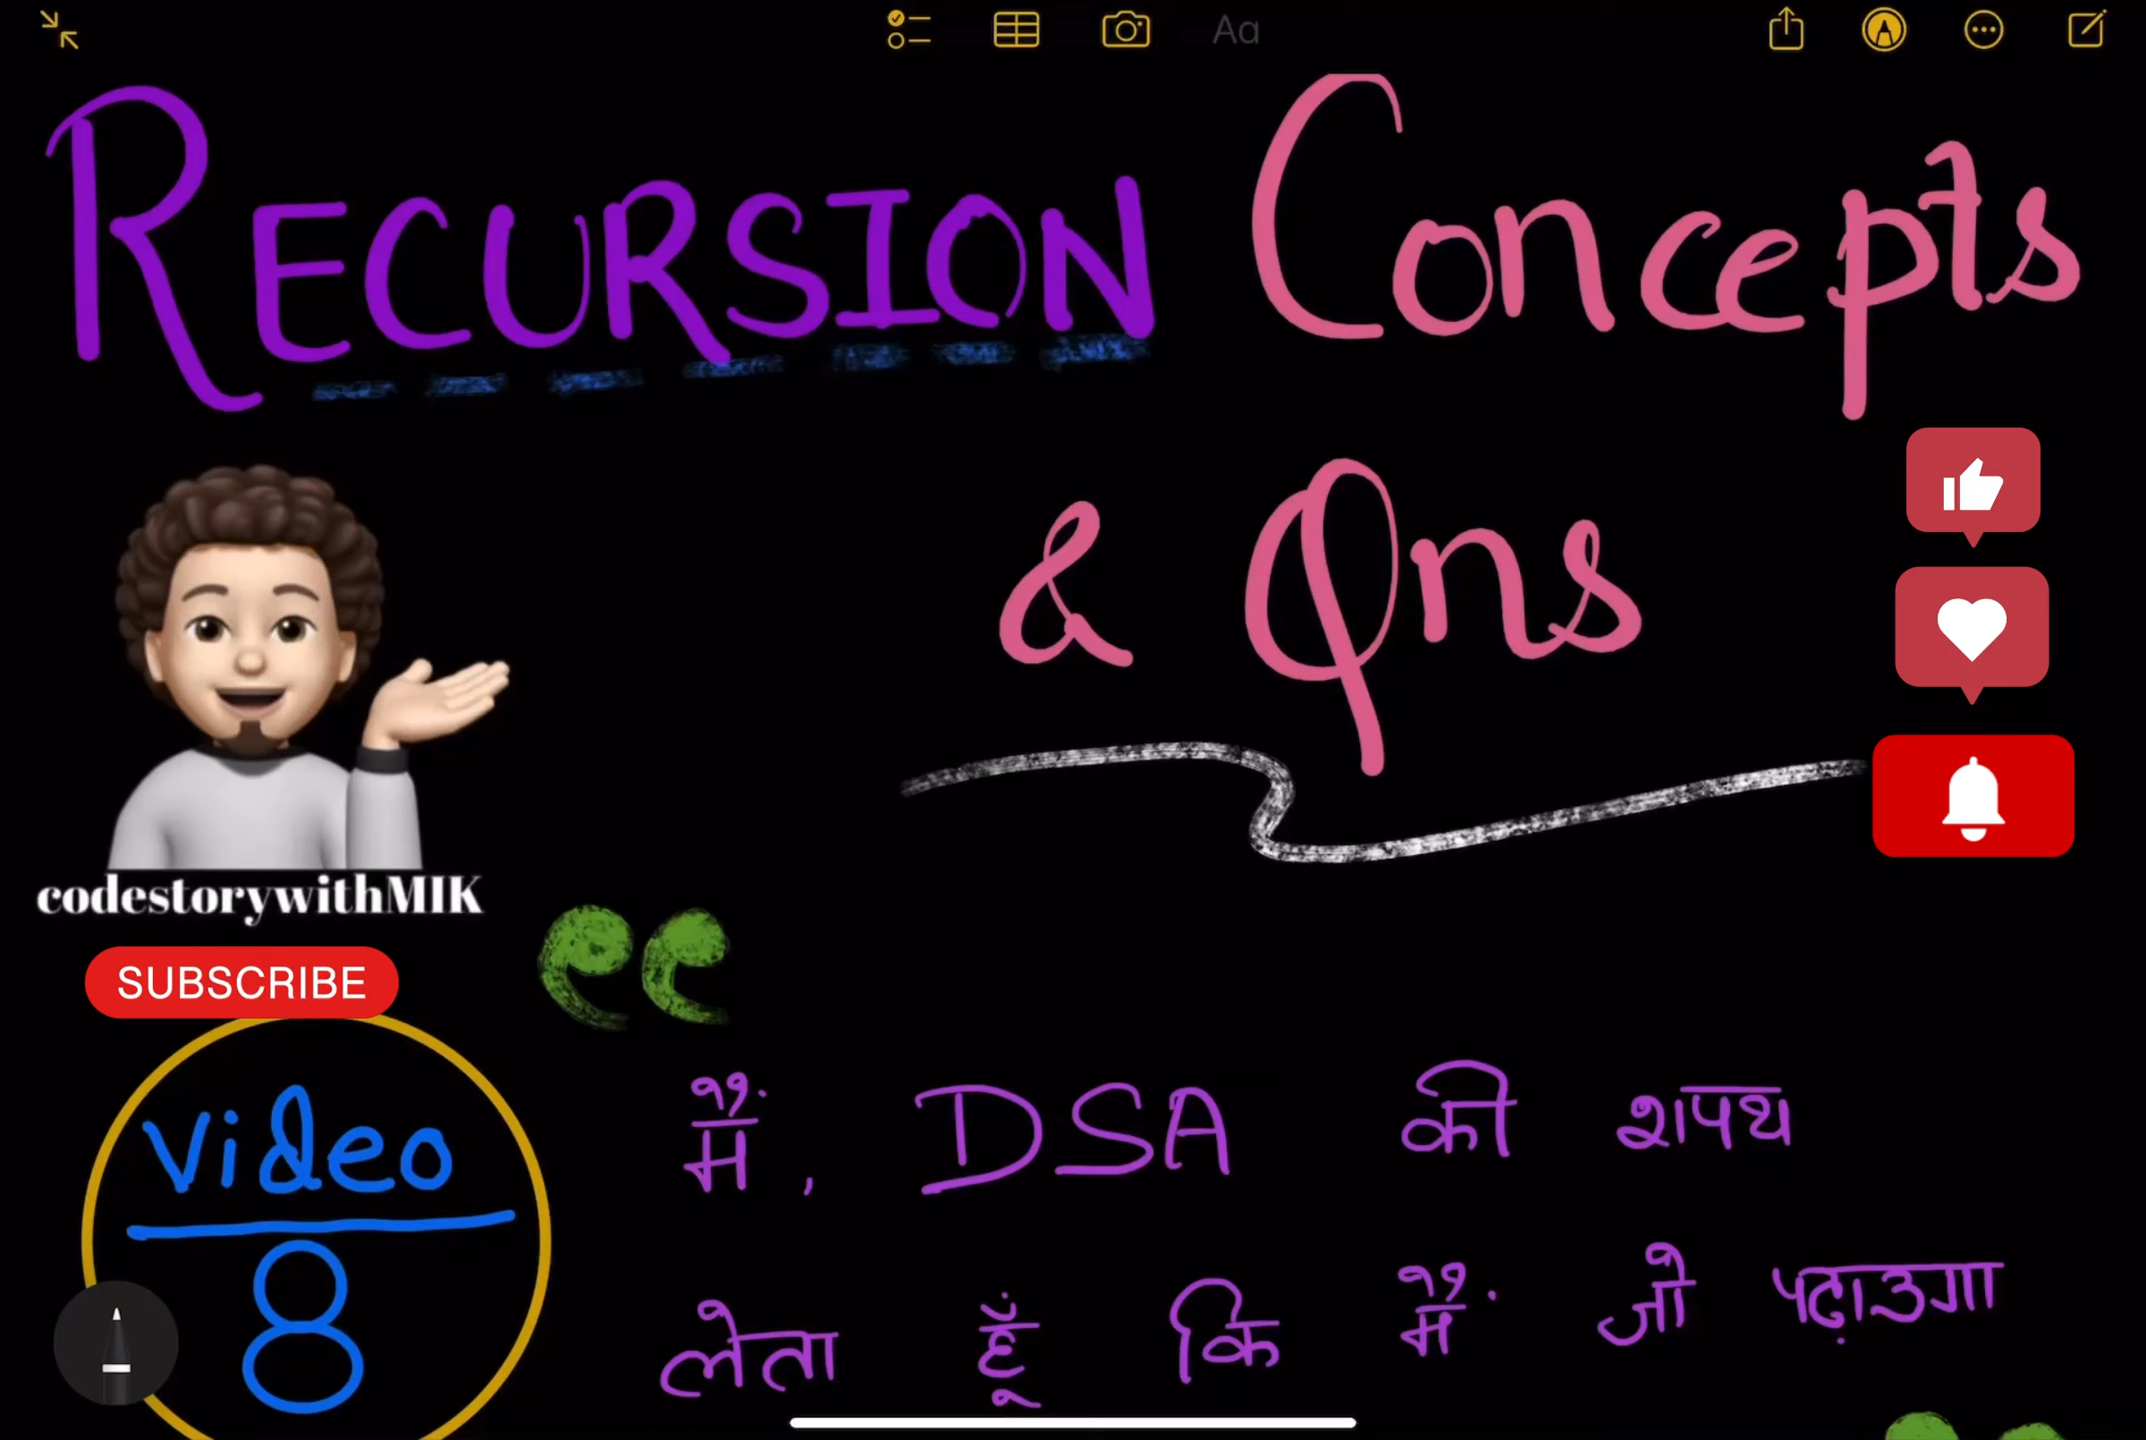 Aa
RECURSION Concepts
& Qns
codestorywithMIK
SUBSCRIBE
Video
8
मैं, DSA की शपथ
लेता हूँ कि मैं जो पढ़ाउगा